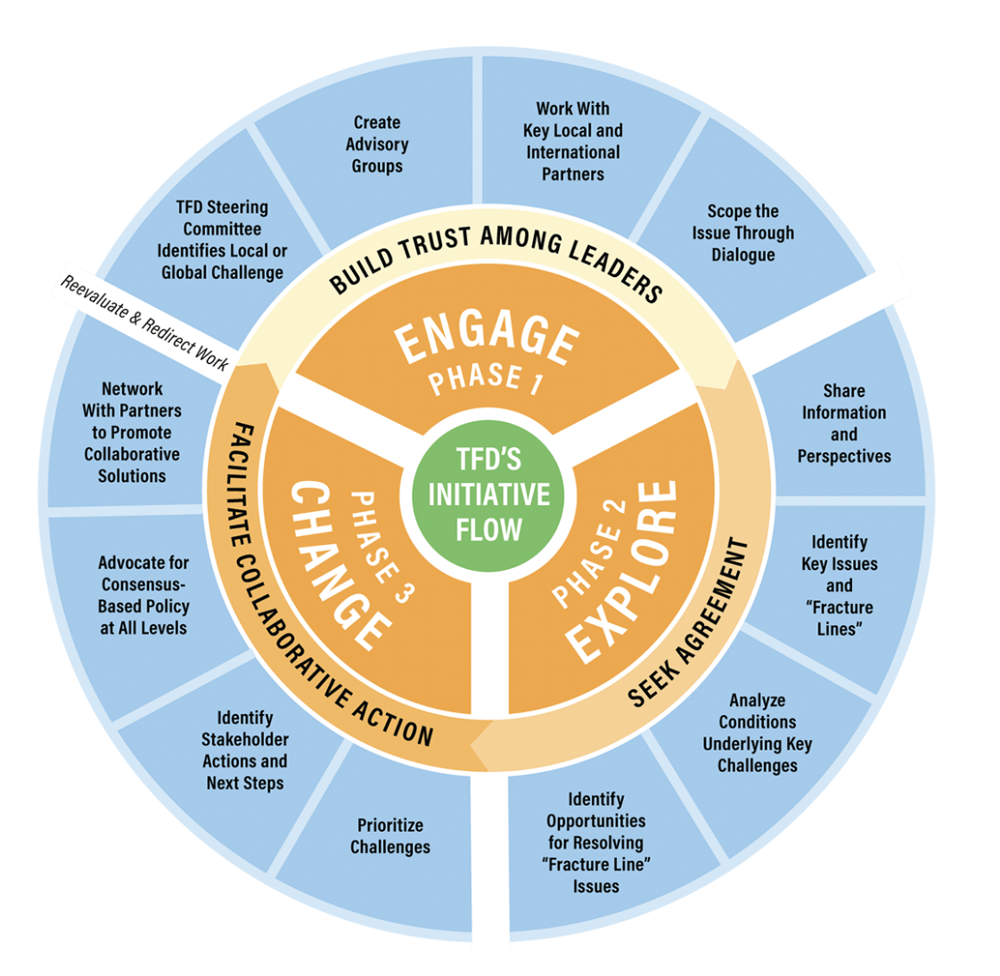 TFD'S
INITIATIVE
FLOW
ENGAGE
PHASE 1
BUILD TRUST AMONG LEADERS
TFD Steering
Committee
Identifies Local or
Global Challenge
Create
Advisory
Groups
Work With
Key Local and
International
Partners
Scope the
Issue Through
Dialogue
PHASE 2
EXPLORE
SEEK AGREEMENT
Share
Information
and
Perspectives
Identify
Key Issues
and
“Fracture
Lines”
Analyze
Conditions
Underlying Key
Challenges
Identify
Opportunities
for Resolving
“Fracture Line”
Issues
PHASE 3
CHANGE
FACILITATE COLLABORATIVE ACTION
Prioritize
Challenges
Identify
Stakeholder
Actions and
Next Steps
Advocate for
Consensus-
Based Policy
at All Levels
Network
With Partners
to Promote
Collaborative
Solutions
Reevaluate & Redirect Work